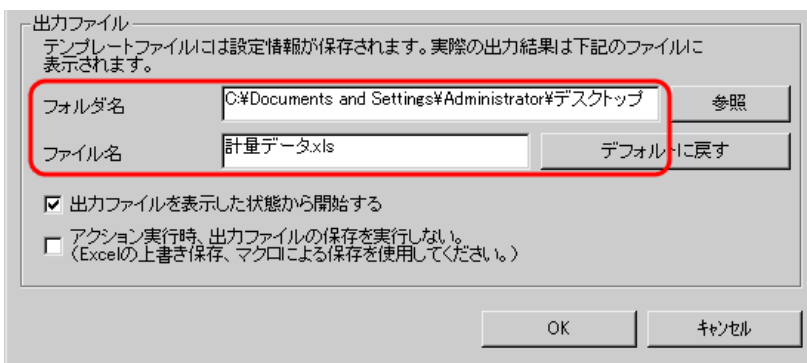 出力ファイル
テンプレートファイルには設定情報が保存されます。実際の出力結果は下記のファイルに
表示されます。
フォルダ名 C:¥Documents and Settings¥Administrator¥デスクトップ 参照
ファイル名 計量データ.xls デフォルトに戻す
出力ファイルを表示した状態から開始する
アクション実行時、出力ファイルの保存を実行しない。
(Excelの上書き保存、マクロによる保存を使用してください。)
OK キャンセル